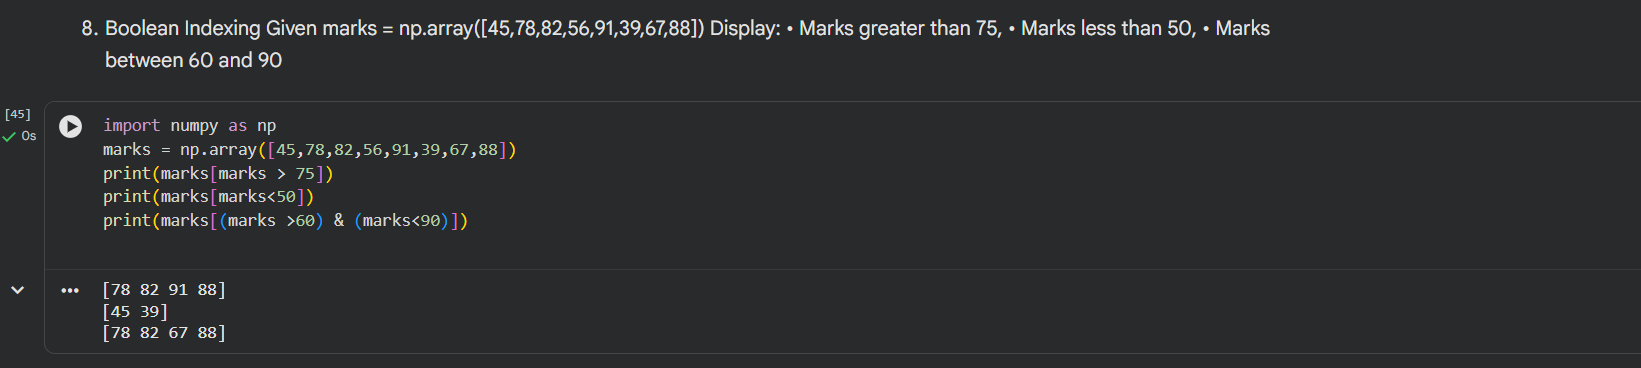 8. Boolean Indexing Given marks = np.array([45,78,82,56,91,39,67,88]) Display: • Marks greater than 75, • Marks less than 50, • Marks
between 60 and 90
[45]
0s
import numpy as np
marks = np.array([45,78,82,56,91,39,67,88])
print(marks[marks > 75])
print(marks[marks<50])
print(marks[(marks >60) & (marks<90)])
[78 82 91 88]
[45 39]
[78 82 67 88]